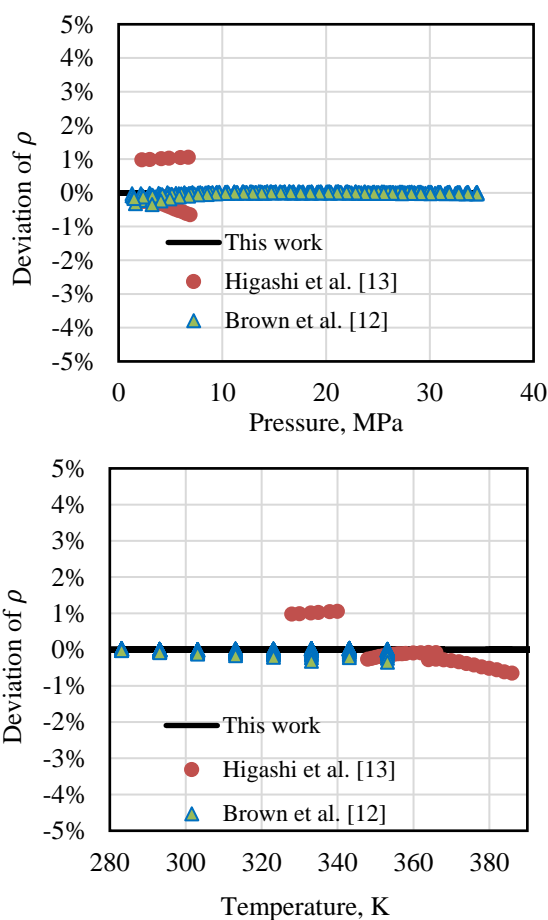 5%
4%
3%
2%
1%
0%
-1%
-2%
-3%
-4%
-5%
Deviation of ρ
This work
Higashi et al. [13]
Brown et al. [12]
0 10 20 30 40
Pressure, MPa
5%
4%
3%
2%
1%
0%
-1%
-2%
-3%
-4%
-5%
Deviation of ρ
This work
Higashi et al. [13]
Brown et al. [12]
280 300 320 340 360 380
Temperature, K